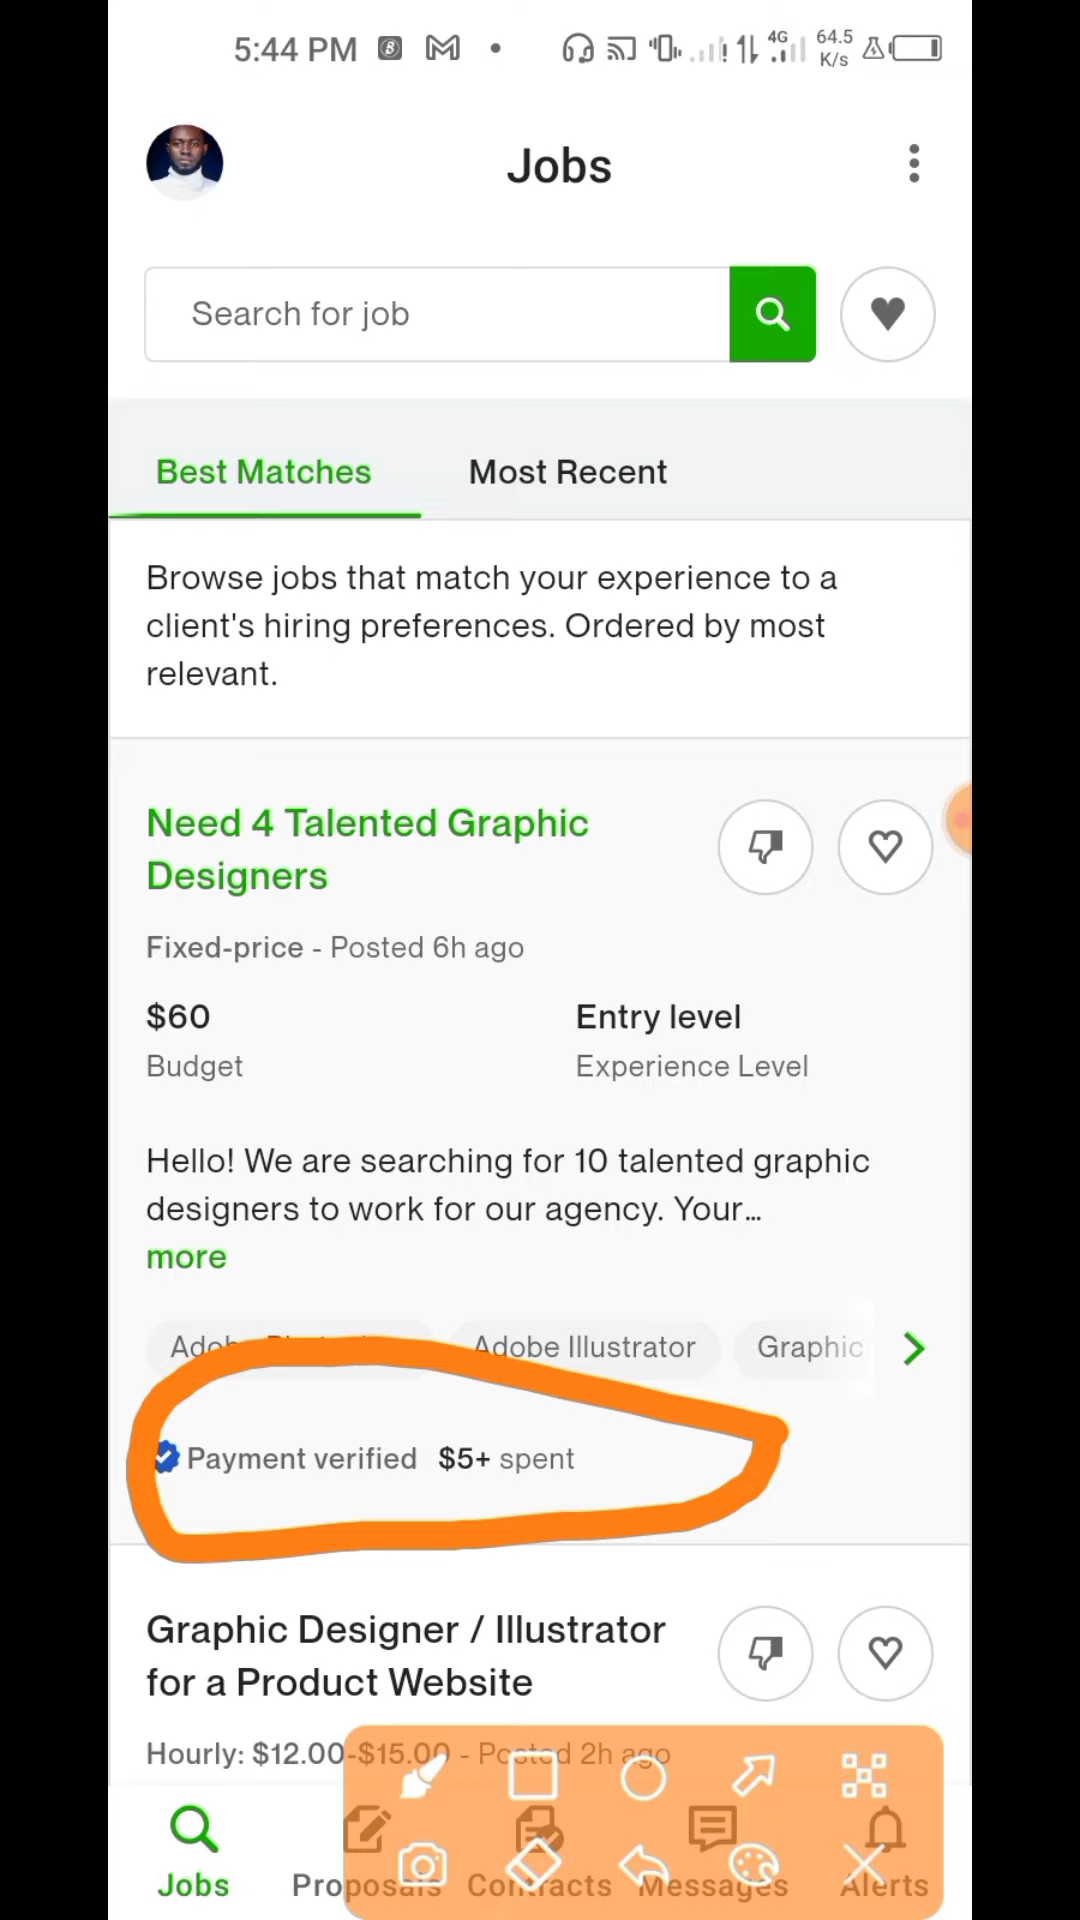 5:44 PM
4G
64.5
K/s
Jobs
Search for job
Best Matches
Most Recent
Browse jobs that match your experience to a
client's hiring preferences. Ordered by most
relevant.
Need 4 Talented Graphic
Designers
Fixed-price - Posted 6h ago
$60
Entry level
Budget
Experience Level
Hello! We are searching for 10 talented graphic
designers to work for our agency. Your...
more
Adobe Illustrator
Graphic
Payment verified $5+ spent
Graphic Designer / Illustrator
for a Product Website
Hourly: $12.00-$15.00 - Posted 2h ago
Jobs
Proposals
Contracts
Messages
Alerts